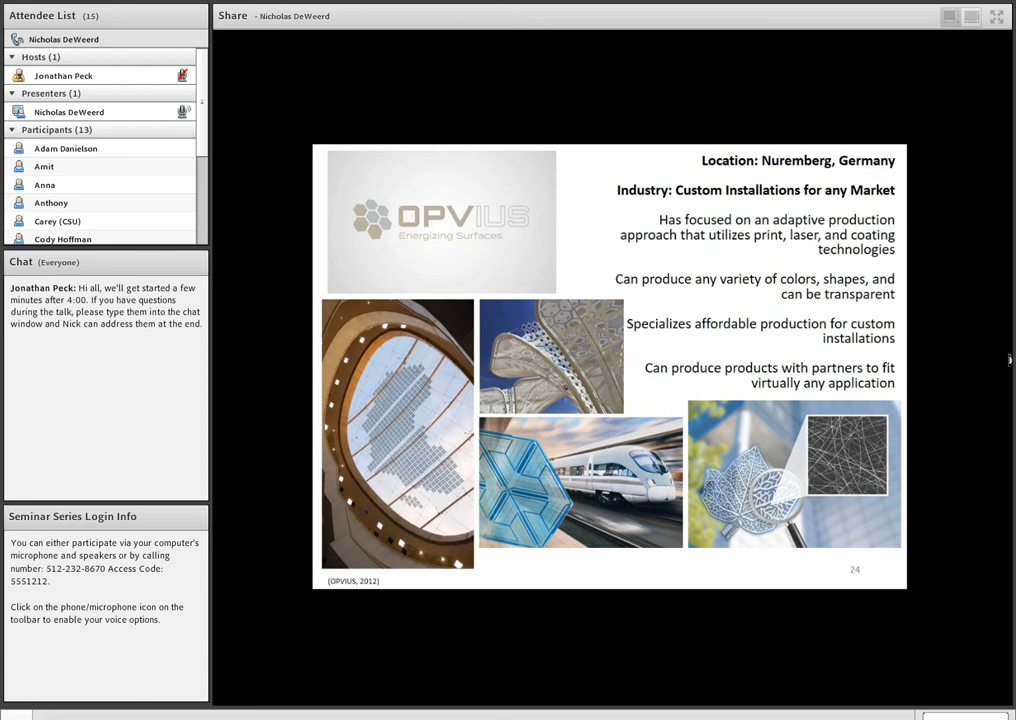 Attendee List (15)
Nicholas DeWeerd
Hosts (1)
Jonathan Peck
Presenters (1)
Nicholas DeWeerd
Participants (13)
Adam Danielson
Amit
Anna
Anthony
Carey (CSU)
Cody Hoffman
Chat (Everyone)
Jonathan Peck: Hi all, we'll get started a few
minutes after 4:00. If you have questions
during the talk, please type them into the chat
window and Nick can address them at the end.
Seminar Series Login Info
You can either participate via your computer's
microphone and speakers or by calling
number: 512-232-8670 Access Code:
5551212.
Click on the phone/microphone icon on the
toolbar to enable your voice options.
Share - Nicholas DeWeerd
OPVIUS
Energizing Surfaces
Location: Nuremberg, Germany
Industry: Custom Installations for any Market
Has focused on an adaptive production
approach that utilizes print, laser, and coating
technologies
Can produce any variety of colors, shapes, and
can be transparent
Specializes affordable production for custom
installations
Can produce products with partners to fit
virtually any application
24
(OPVIUS, 2012)